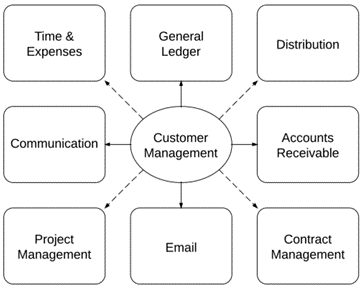 Time &
Expenses
General
Ledger
Distribution
Communication
Customer
Management
Accounts
Receivable
Project
Management
Email
Contract
Management